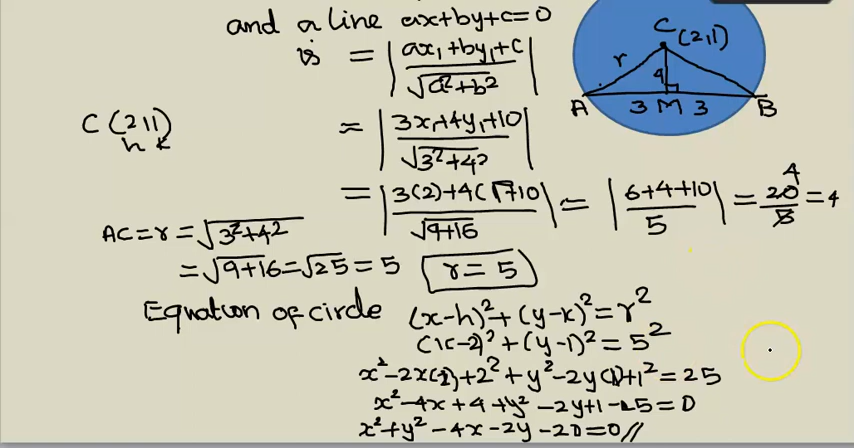 and a line ax+by+c=0
is = |ax₁+by₁+c / √a²+b²|
C (2,1)
r
4
A 3 M 3 B
C (2,1)
h k
= |3x₁+4y₁+10 / √3²+4²|
= |3(2)+4(1)+10 / √9+16| = |6+4+10 / 5| = 20/5 = 4
4
AC=r=√3²+4²
=√9+16=√25=5 r=5
Equation of circle (x-h)²+(y-k)²=r²
(x-2)²+(y-1)²=5²
x²-2x(2)+2²+y²-2y(1)+1²=25
x²-4x+4+y²-2y+1-25=0
x²+y²-4x-2y-20=0//